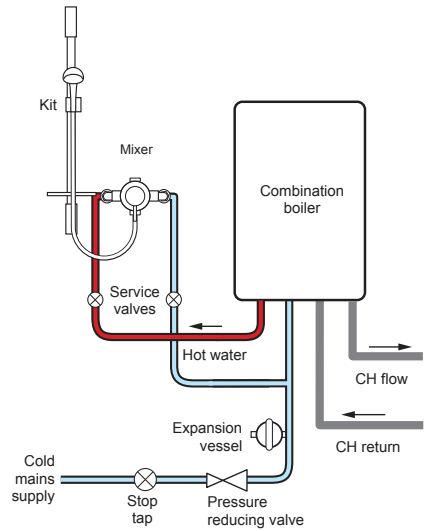 Kit
Mixer
Combination
boiler
Service
valves
Hot water
CH flow
Expansion
vessel
CH return
Cold
mains
supply
Stop
tap
Pressure
reducing valve